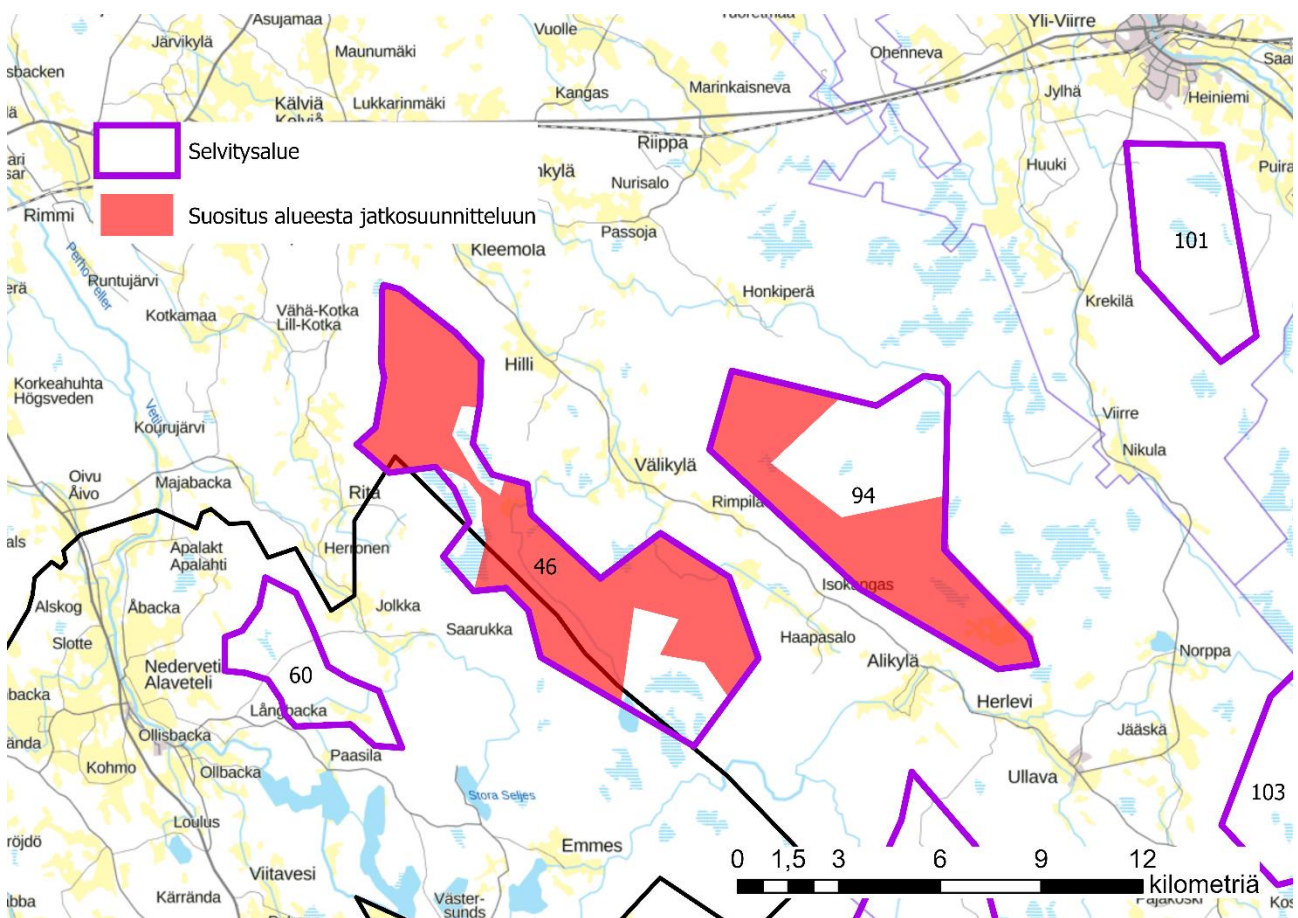 Asujamaa
Järvikylä
Maunumäki
Vuolle
Ohenneva
Yli-Viirre
Kälviä
Lukkarinmäki
Kangas
Marinkaisneva
Jylhä
Heiniemi
Selvitysalue
Riippa
Huuki
Nurisalo
Suositus alueesta jatkosuunnitteluun
Rimmi
Passoja
Kleemola
101
Runtujärvi
Kotkamaa
Vähä-Kotka
Lill-Kotka
Honkiperä
Krekilä
Hilli
Korkeahuhta
Högsveden
Kourujärvi
Viirre
Nikula
Välikylä
Oivu
Åivo
Majabacka
Rita
Rimpilä
94
Apalakt
Apalahti
Herronen
46
Isokangas
Alskog
Åbacka
Jolkka
Slotte
Saarukka
Haapasalo
Alikylä
Norppa
Nederveti
Alaveteli
60
Långbacka
Herlevi
Jääskä
Ollisbacka
Paasila
Kohmo
Ollbacka
Ullava
Stora Seljes
103
Loulus
Emmes
Viitavesi
0 1,5 3 6 9 12
kilometriä
Kärrända
Väster-
sunds